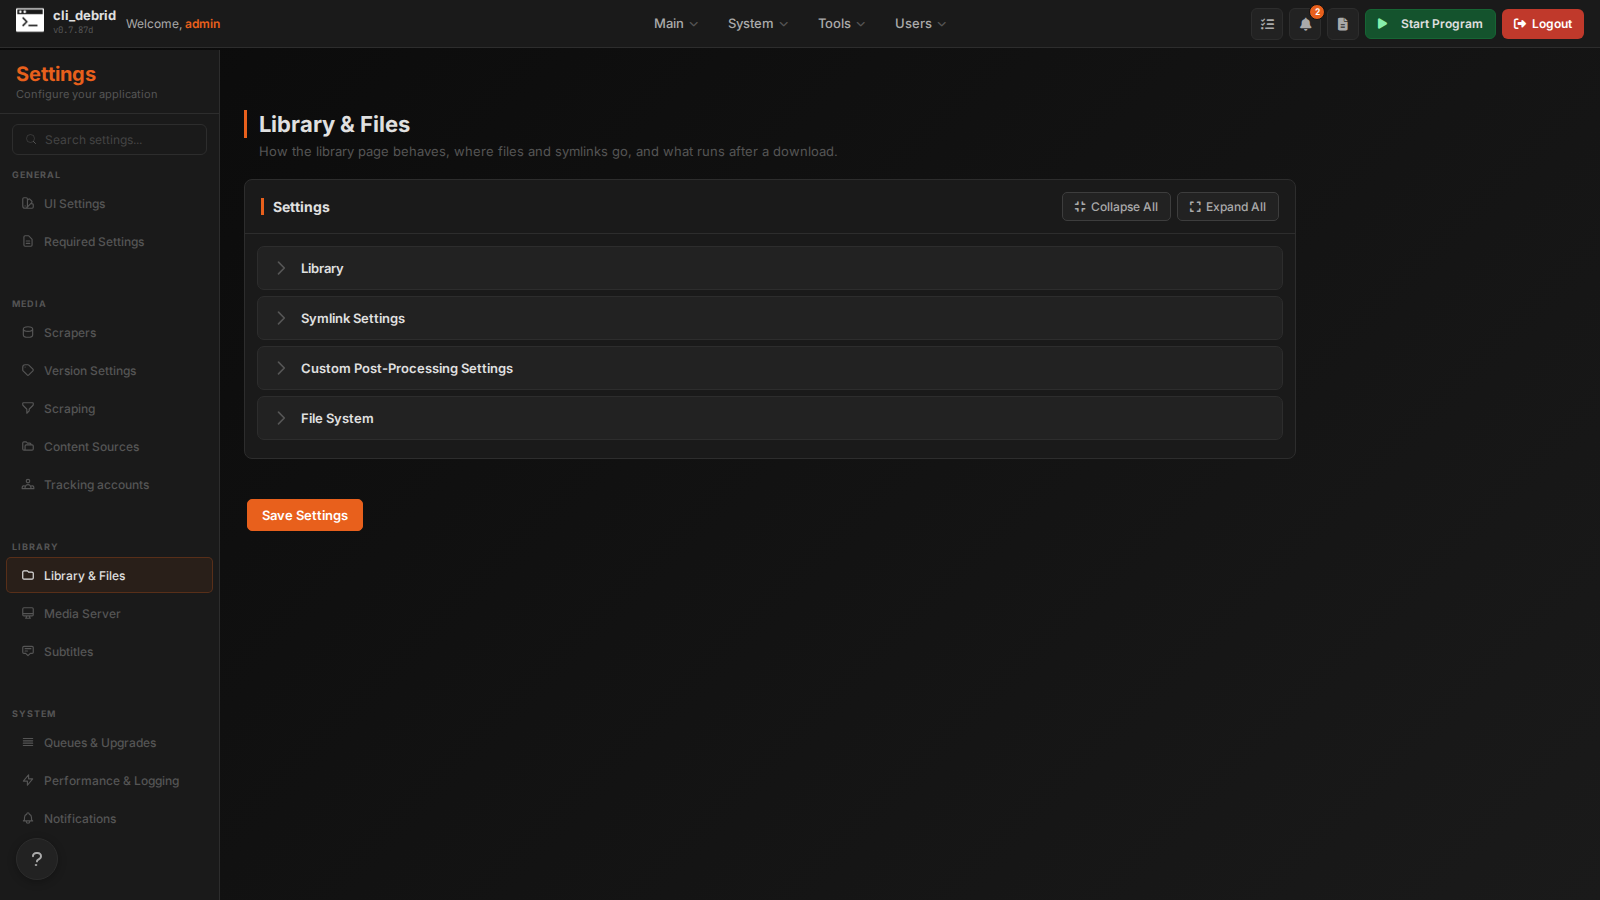 cli_debrid
v0.7.87d
Welcome, admin
Main
System
Tools
Users
2
Start Program
Logout
Settings
Configure your application
Search settings...
GENERAL
UI Settings
Required Settings
MEDIA
Scrapers
Version Settings
Scraping
Content Sources
Tracking accounts
LIBRARY
Library & Files
Media Server
Subtitles
SYSTEM
Queues & Upgrades
Performance & Logging
Notifications
?
Library & Files
How the library page behaves, where files and symlinks go, and what runs after a download.
Settings
Collapse All
Expand All
Library
Symlink Settings
Custom Post-Processing Settings
File System
Save Settings